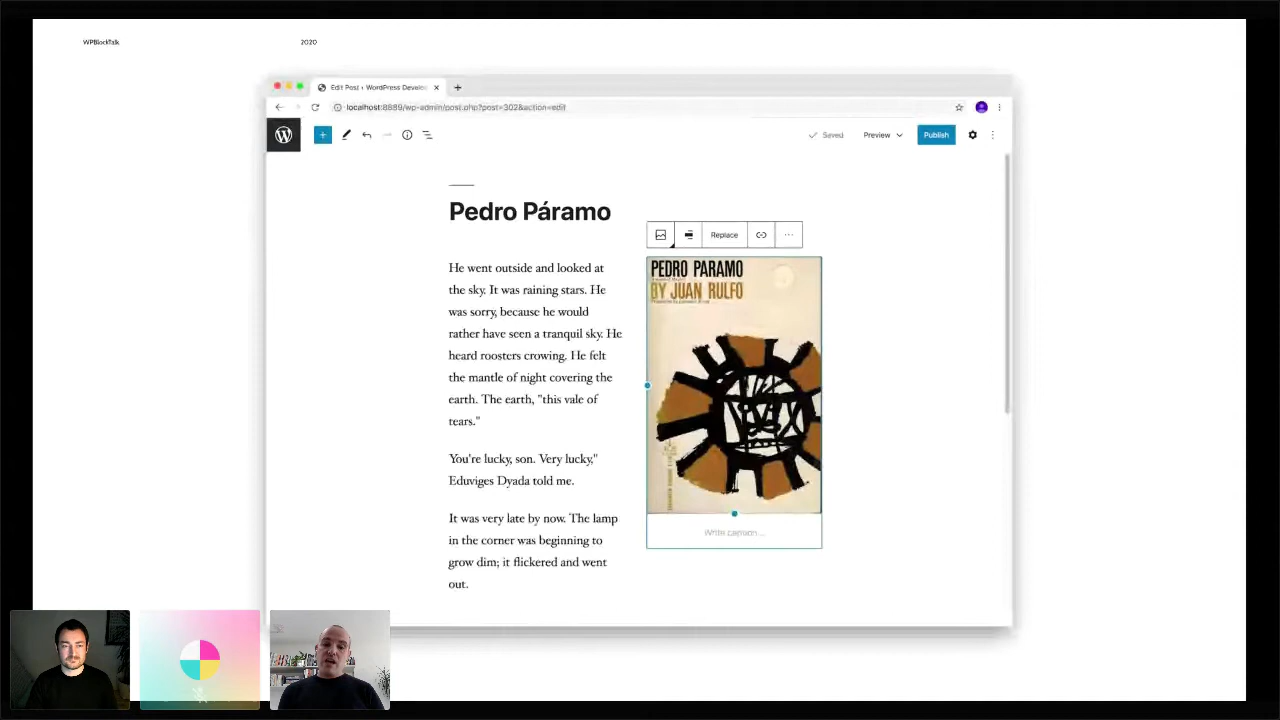 WPBlockTalk
2020
Edit Post ‹ WordPress Develo
localhost:8889/wp-admin/post.php?post=302&action=edit
Saved
Preview
Publish
Pedro Páramo
Replace
He went outside and looked at
the sky. It was raining stars. He
was sorry, because he would
rather have seen a tranquil sky. He
heard roosters crowing. He felt
the mantle of night covering the
earth. The earth, "this vale of
tears."
"You're lucky, son. Very lucky,"
Eduviges Dyada told me.
It was very late by now. The lamp
in the corner was beginning to
grow dim; it flickered and went
out.
PEDRO PARAMO
BY JUAN RULFO
Write caption…